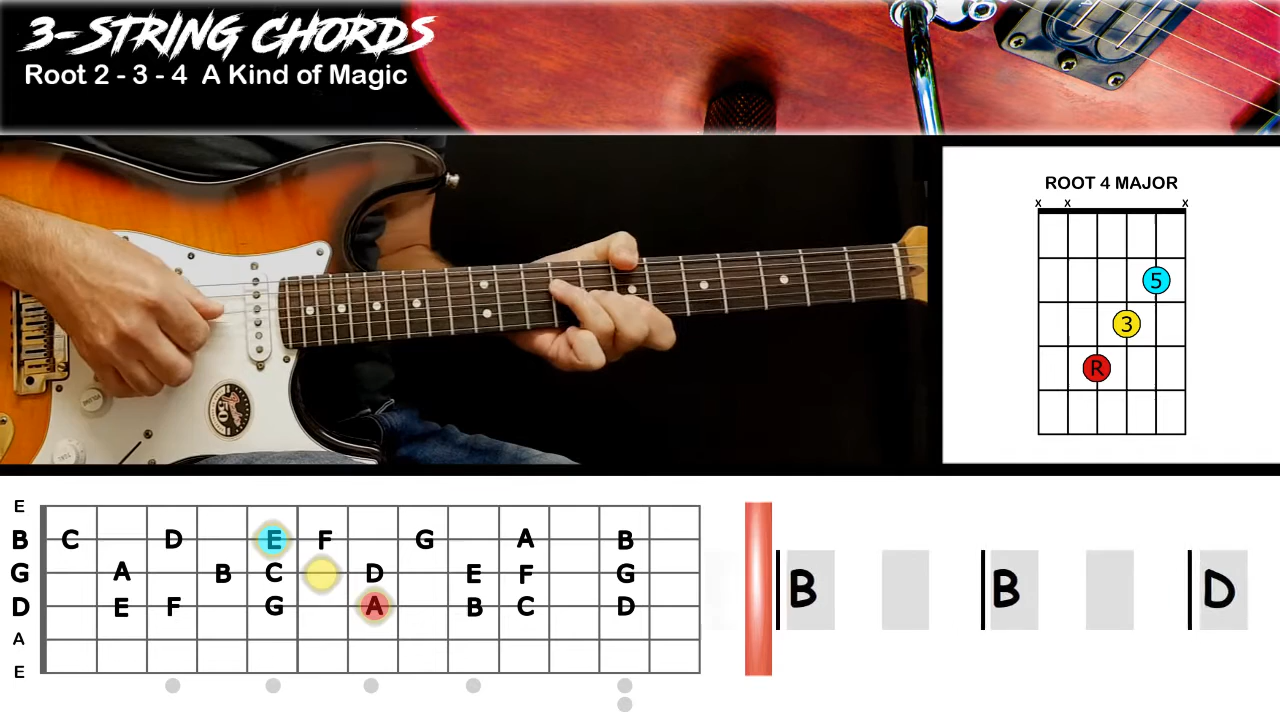 3-STRING CHORDS
Root 2 - 3 - 4 A Kind of Magic
ROOT 4 MAJOR
x x x
5
3
R
E
B C D E F G A B
G A B C D E F G
D E F G A B C D
A
E
B B D